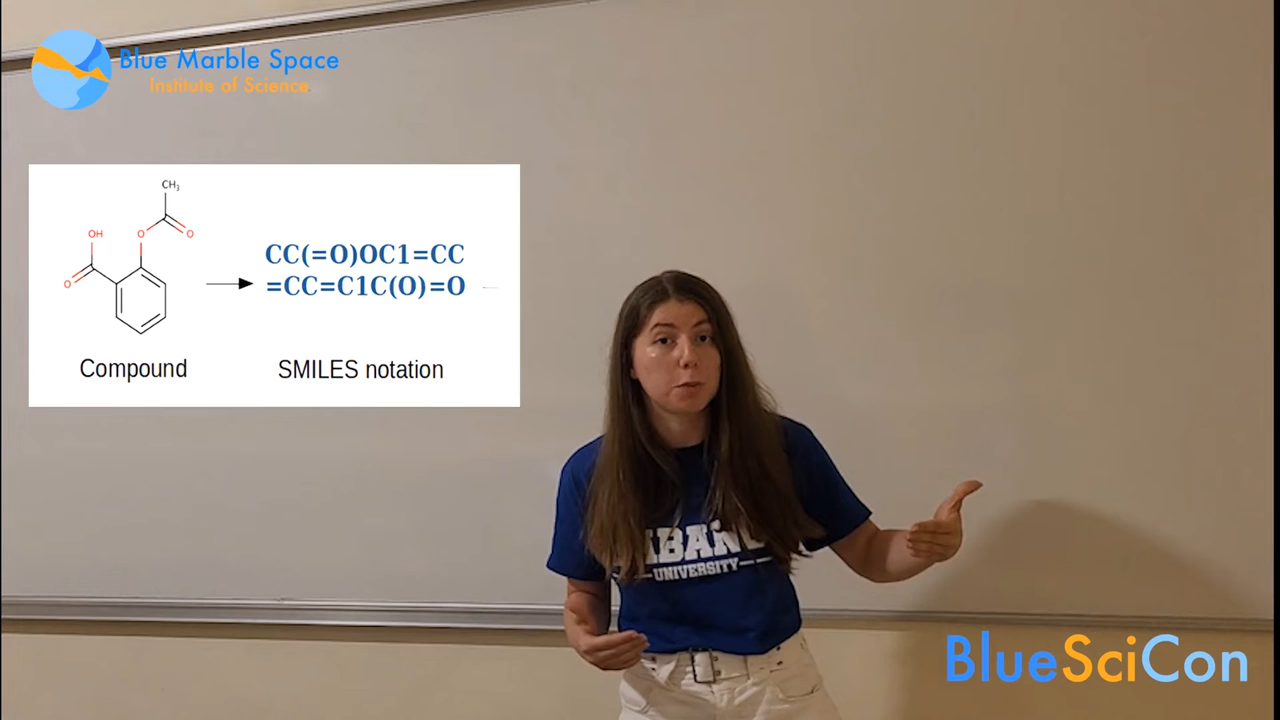 Blue Marble Space
Institute of Science
CH3
OH
O
O
O
CC(=O)OC1=CC
=CC=C1C(O)=O
Compound
SMILES notation
UNIVERSITY
BlueSciCon